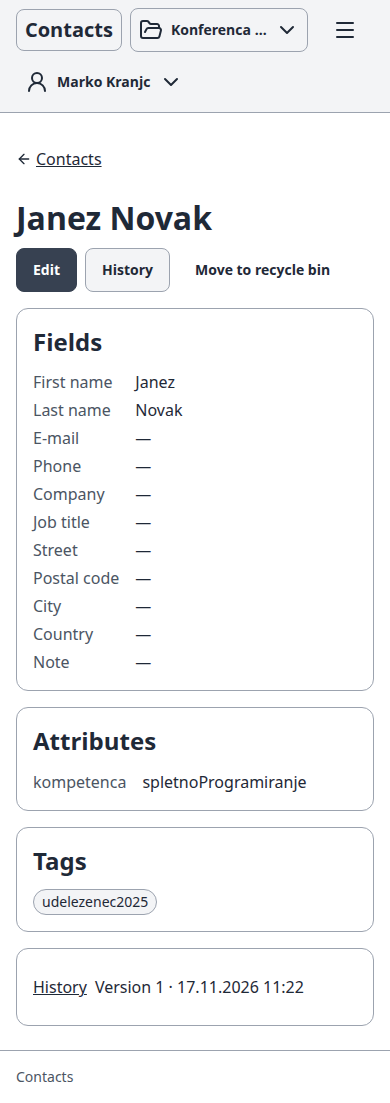 Contacts
Konferenca ...
Marko Kranjc
← Contacts
Janez Novak
Edit
History
Move to recycle bin
Fields
First name Janez
Last name Novak
E-mail —
Phone —
Company —
Job title —
Street —
Postal code —
City —
Country —
Note —
Attributes
kompetenca spletnoProgramiranje
Tags
udelezenec2025
History Version 1 · 17.11.2026 11:22
Contacts